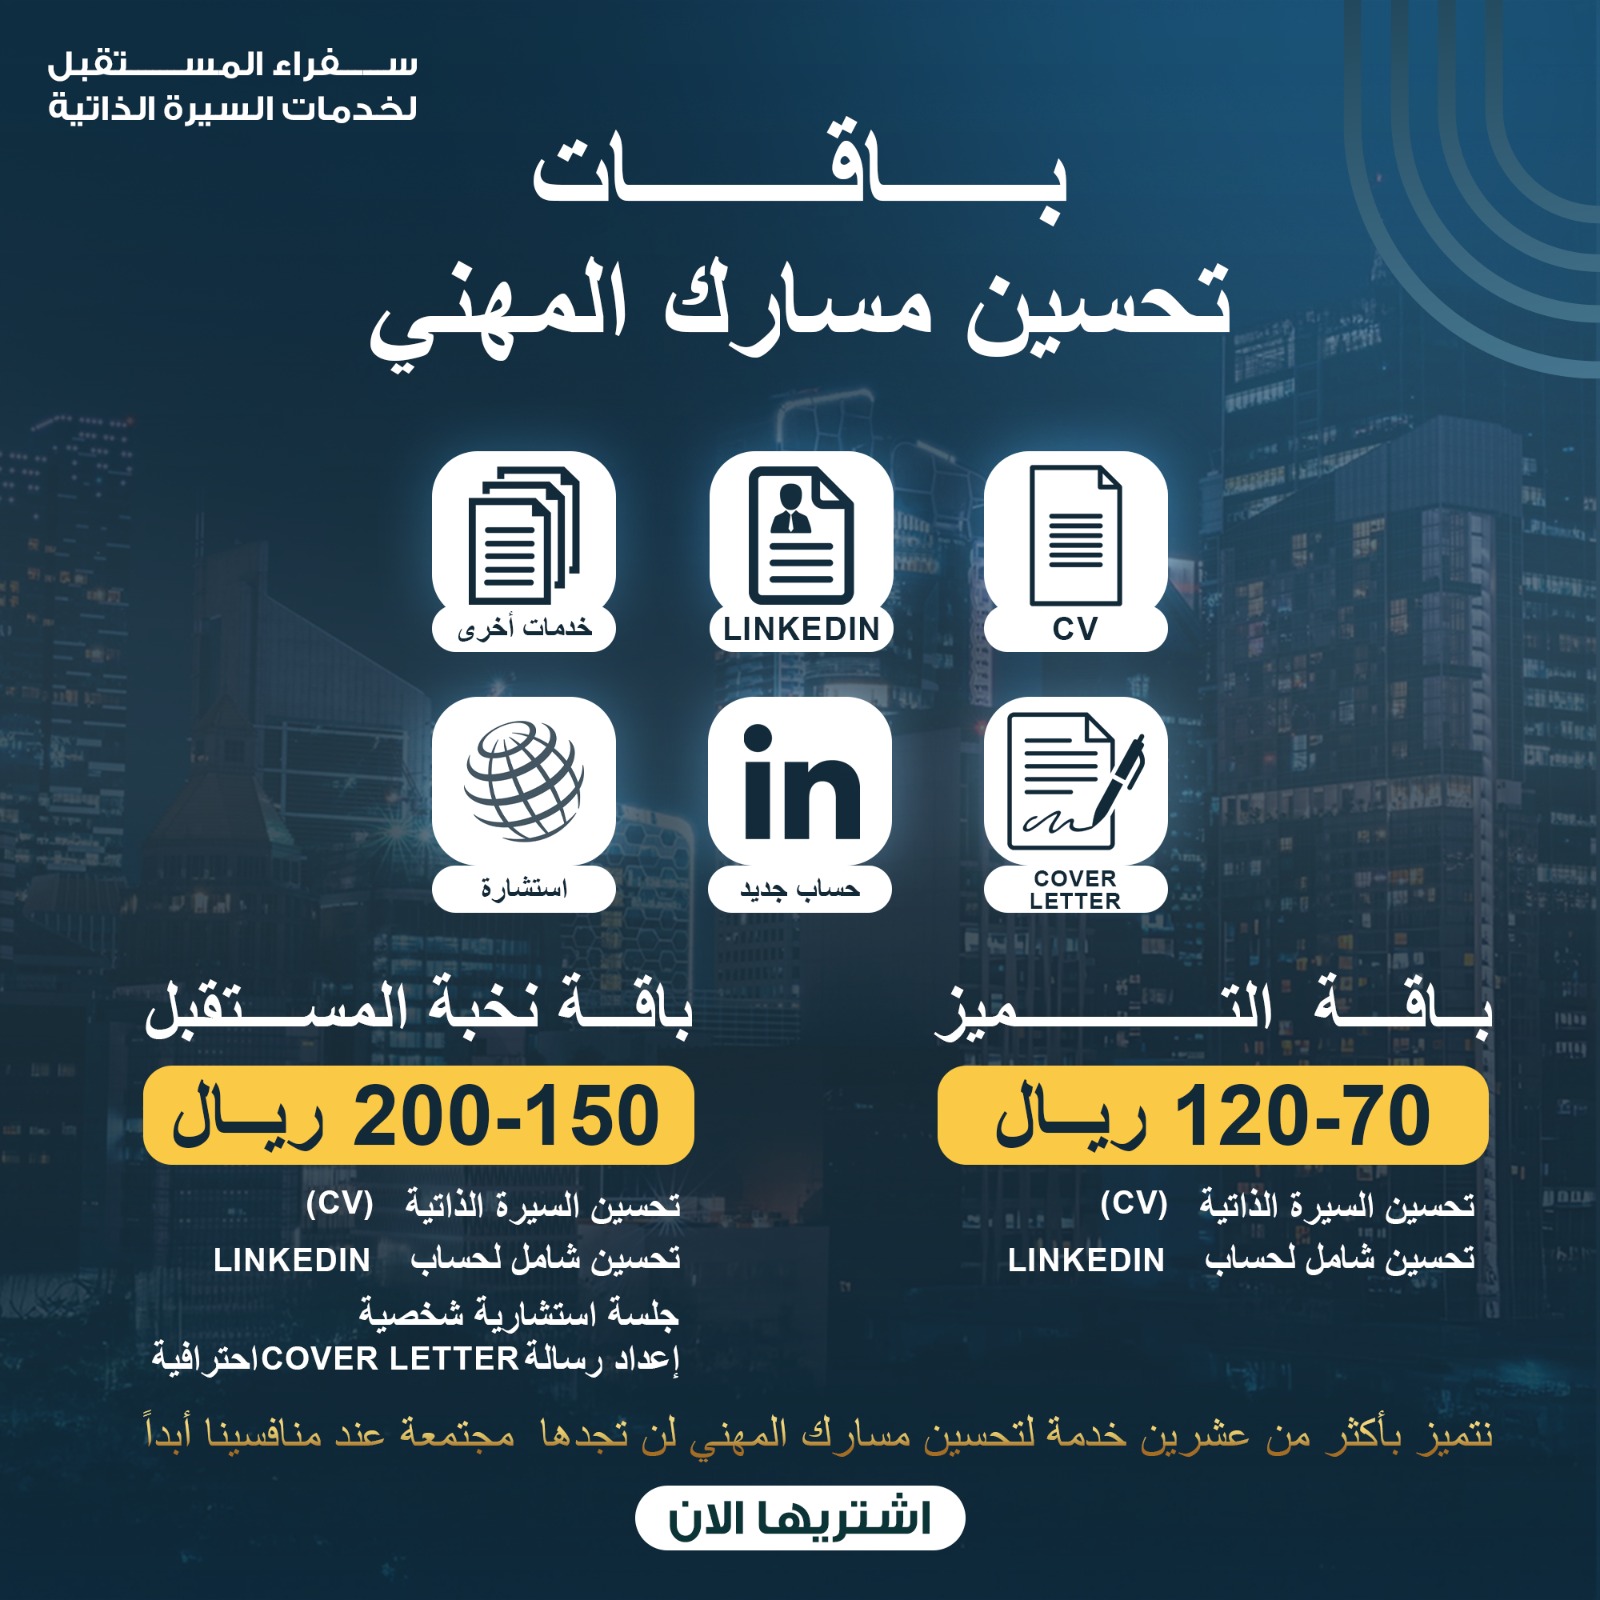 سفراء المستقبل
لخدمات السيرة الذاتية
باقات
تحسين مسارك المهني
CV
LINKEDIN
خدمات أخرى
COVER
LETTER
in
حساب جديد
استشارة
باقة التميز
120-70 ريال
تحسين السيرة الذاتية (CV)
تحسين شامل لحساب LINKEDIN
باقة نخبة المستقبل
200-150 ريال
تحسين السيرة الذاتية (CV)
تحسين شامل لحساب LINKEDIN
جلسة استشارية شخصية
إعداد رسالة COVER LETTER احترافية
نتميز بأكثر من عشرين خدمة لتحسين مسارك المهني لن تجدها مجتمعة عند منافسينا أبداً
اشتريها الان